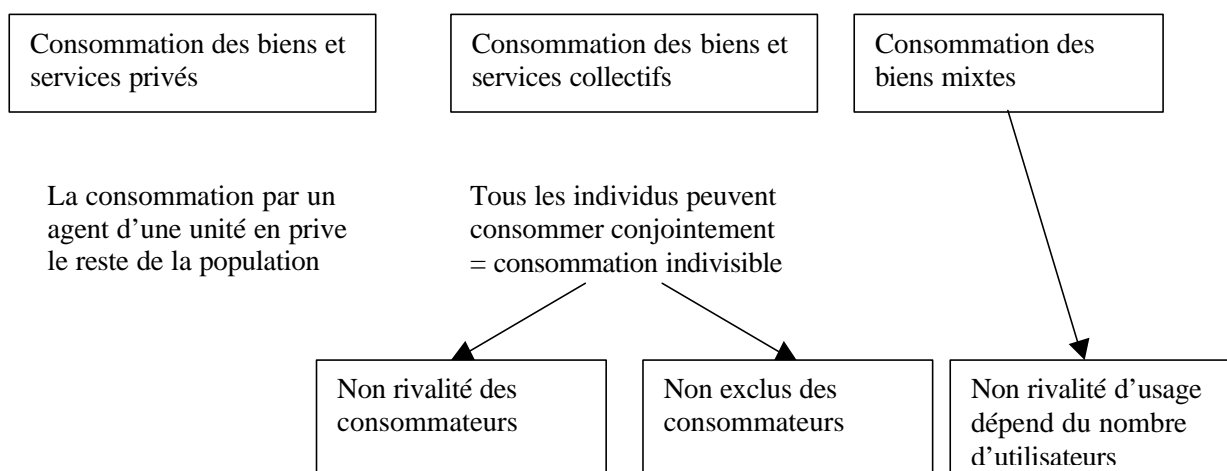 Consommation des biens et
services privés
Consommation des biens et
services collectifs
Consommation des
biens mixtes
La consommation par un
agent d’une unité en prive
le reste de la population
Tous les individus peuvent
consommer conjointement
= consommation indivisible
Non rivalité des
consommateurs
Non exclus des
consommateurs
Non rivalité d’usage
dépend du nombre
d’utilisateurs